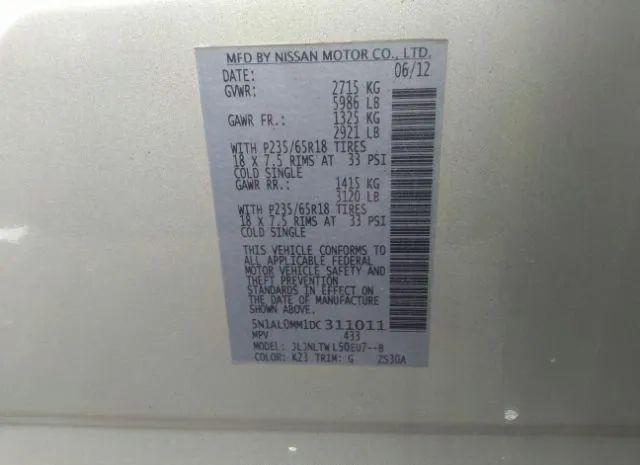 MFD BY NISSAN MOTOR CO., LTD.
DATE: 06/12
GVWR: 2715 KG
5986 LB
GAWR FR.: 1325 KG
2921 LB
WITH P235/65R18 TIRES
18 X 7.5 RIMS AT 33 PSI
COLD SINGLE
GAWR RR.: 1415 KG
3120 LB
WITH P235/65R18 TIRES
18 X 7.5 RIMS AT 33 PSI
COLD SINGLE
THIS VEHICLE CONFORMS TO
ALL APPLICABLE FEDERAL
MOTOR VEHICLE SAFETY AND
THEFT PREVENTION
STANDARDS IN EFFECT ON
THE DATE OF MANUFACTURE
SHOWN ABOVE.
5N1AL0MM1DC311011
MPV 433
MODEL: JLJNLTW L50EU7--B
COLOR: K23 TRIM: G 2S30A